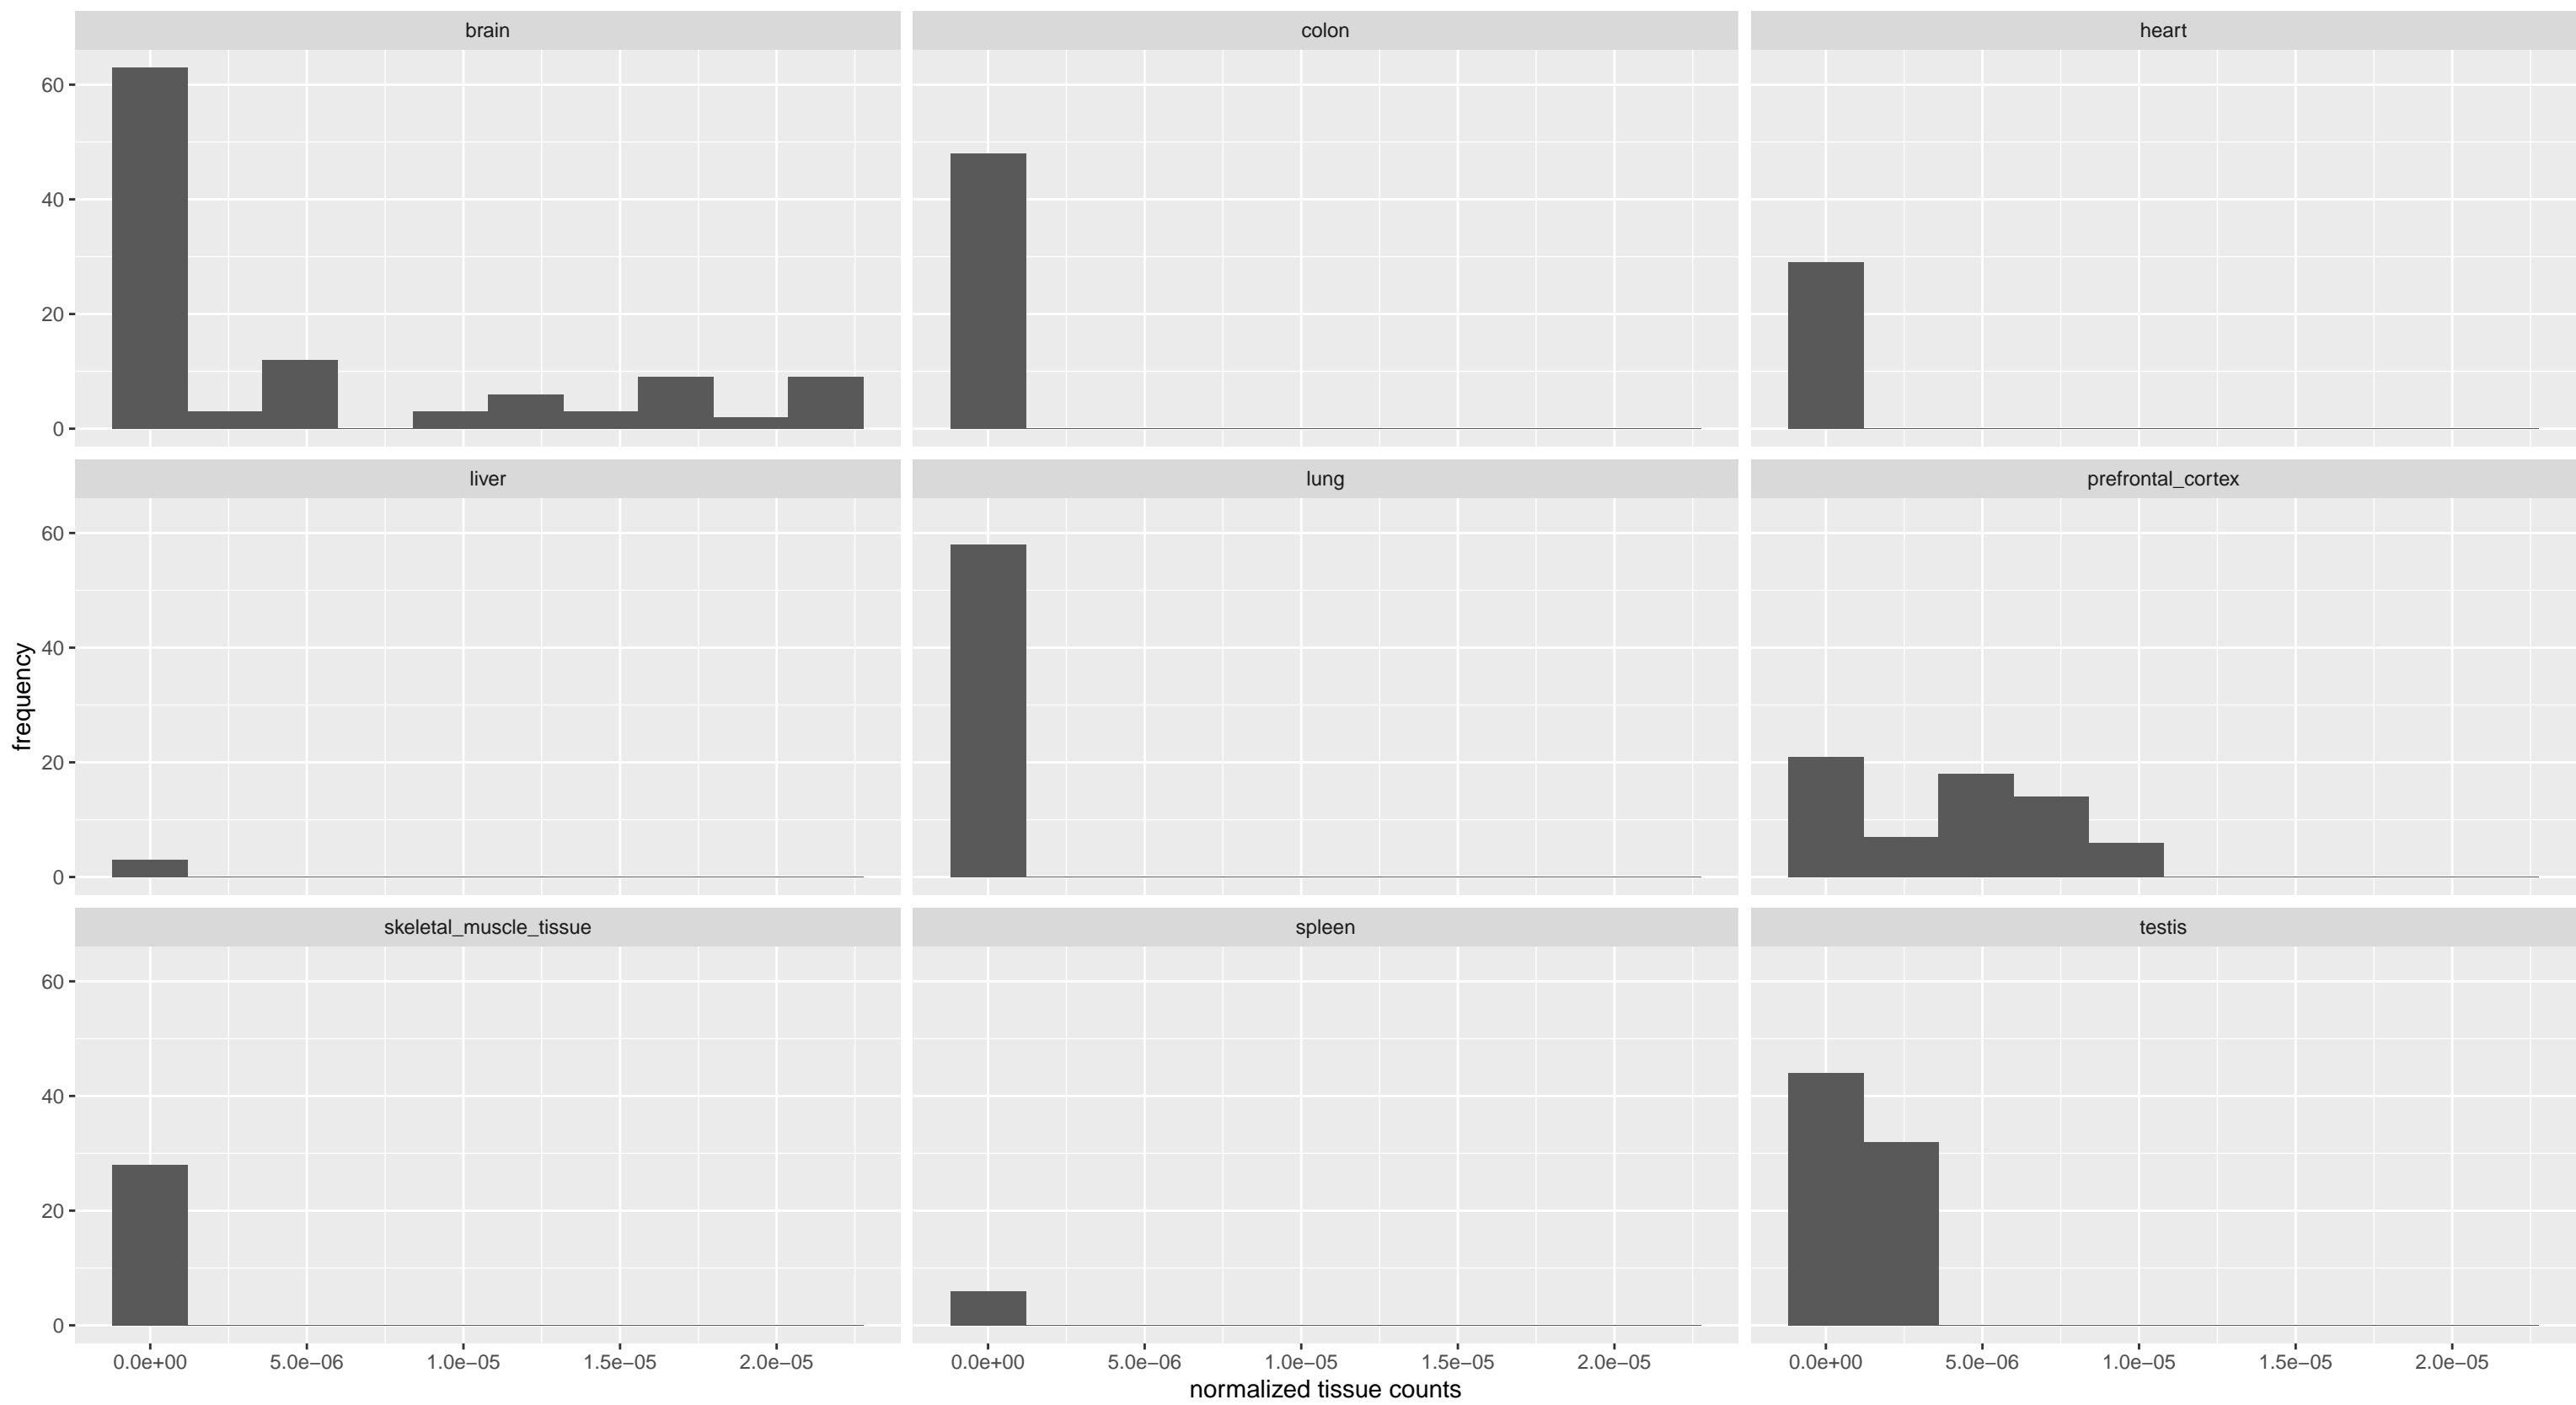 brain
colon
heart
60
40
20
0
liver
lung
prefrontal_cortex
60
40
20
0
frequency
skeletal_muscle_tissue
spleen
testis
60
40
20
0
0.0e+00 5.0e−06 1.0e−05 1.5e−05 2.0e−05
0.0e+00 5.0e−06 1.0e−05 1.5e−05 2.0e−05
0.0e+00 5.0e−06 1.0e−05 1.5e−05 2.0e−05
normalized tissue counts